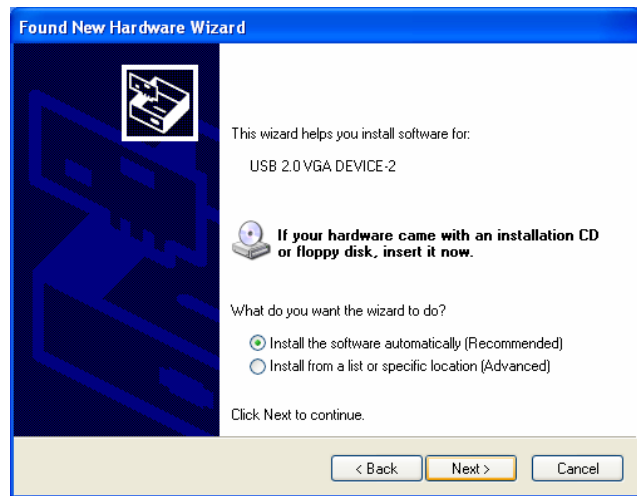 Found New Hardware Wizard
This wizard helps you install software for:
USB 2.0 VGA DEVICE-2
If your hardware came with an installation CD
or floppy disk, insert it now.
What do you want the wizard to do?
Install the software automatically (Recommended)
Install from a list or specific location (Advanced)
Click Next to continue.
< Back Next > Cancel